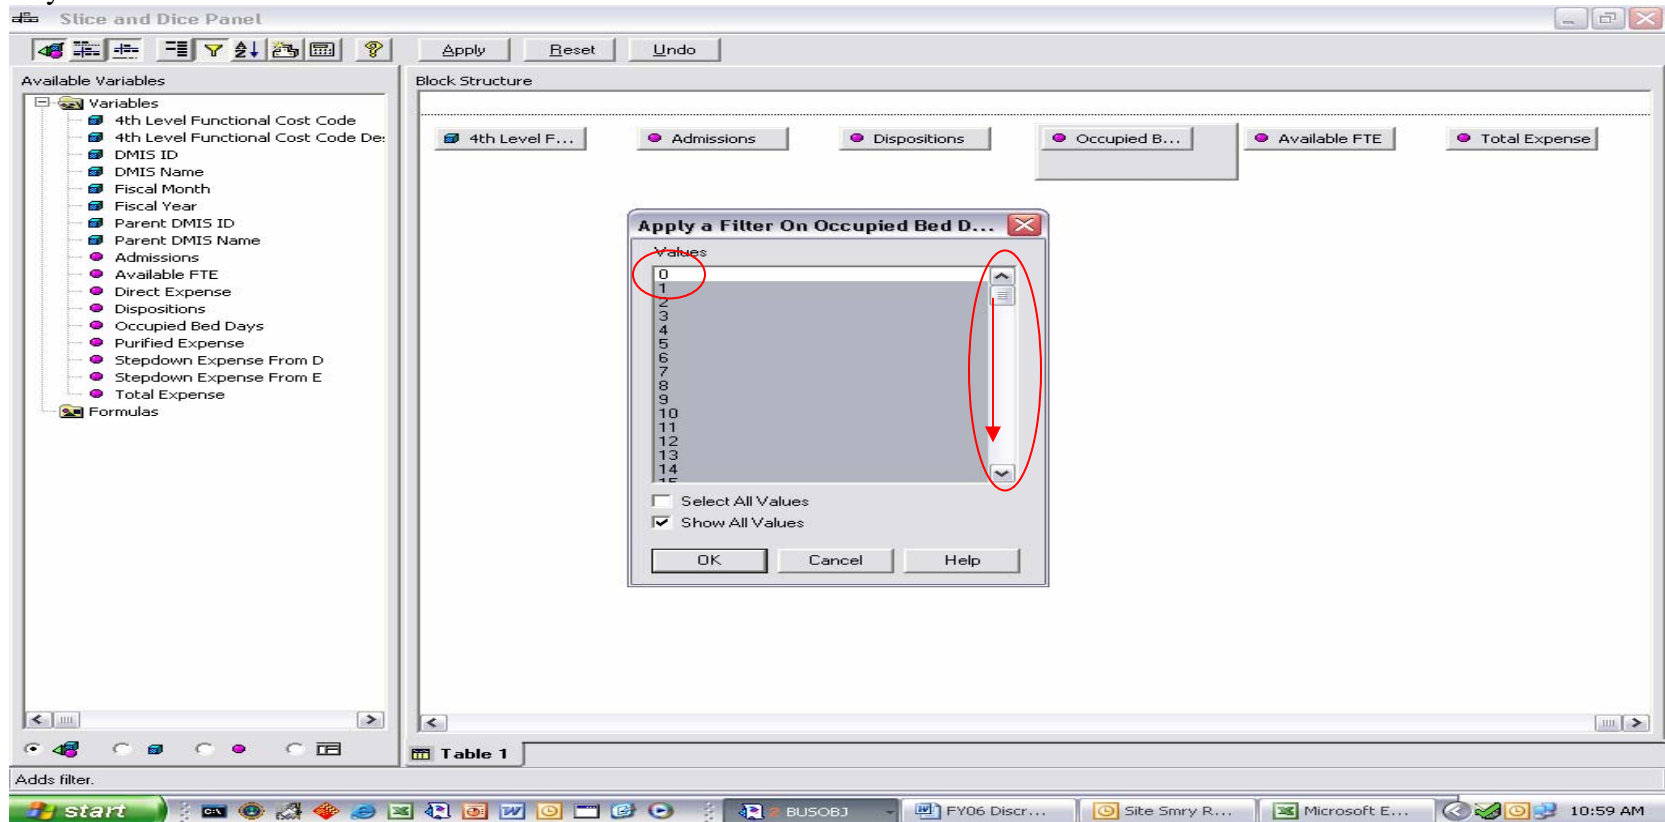 Slice and Dice Panel
Apply Reset Undo
Available Variables
Variables
4th Level Functional Cost Code
4th Level Functional Cost Code De:
DMIS ID
DMIS Name
Fiscal Month
Fiscal Year
Parent DMIS ID
Parent DMIS Name
Admissions
Available FTE
Direct Expense
Dispositions
Occupied Bed Days
Purified Expense
Stepdown Expense From D
Stepdown Expense From E
Total Expense
Formulas
Block Structure
4th Level F... Admissions Dispositions Occupied B... Available FTE Total Expense
Apply a Filter On Occupied Bed D...
Values
0
1
2
3
4
5
6
7
8
9
10
11
12
13
14
15
Select All Values
Show All Values
OK Cancel Help
Table 1
Adds filter.
start 2 BUSOBJ FY06 Discr... Site Smry R... Microsoft E... 10:59 AM